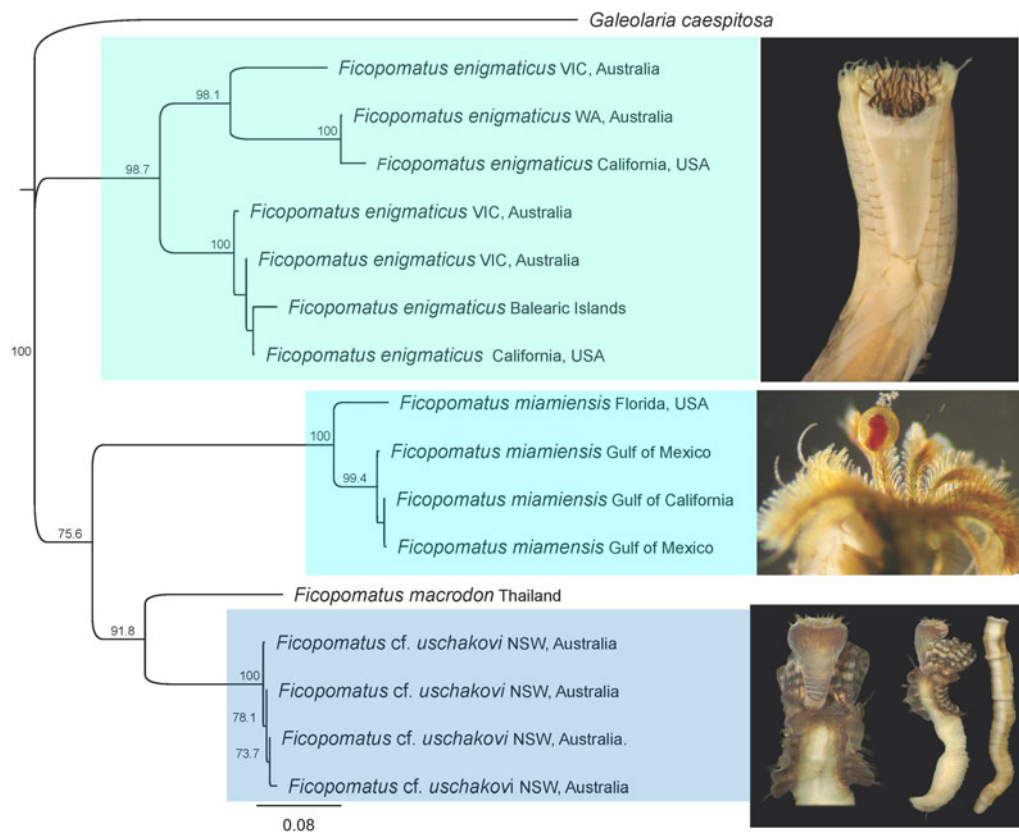 Galeolaria caespitosa
Ficopomatus enigmaticus VIC, Australia
98.1
Ficopomatus enigmaticus WA, Australia
100
Ficopomatus enigmaticus California, USA
98.7
Ficopomatus enigmaticus VIC, Australia
100
Ficopomatus enigmaticus VIC, Australia
Ficopomatus enigmaticus Balearic Islands
100
Ficopomatus enigmaticus California, USA
Ficopomatus miamiensis Florida, USA
100
Ficopomatus miamiensis Gulf of Mexico
99.4
Ficopomatus miamiensis Gulf of California
75.6
Ficopomatus miamensis Gulf of Mexico
Ficopomatus macrodon Thailand
91.8
Ficopomatus cf. uschakovi NSW, Australia
100
Ficopomatus cf. uschakovi NSW, Australia
78.1
Ficopomatus cf. uschakovi NSW, Australia.
73.7
Ficopomatus cf. uschakovi NSW, Australia
0.08